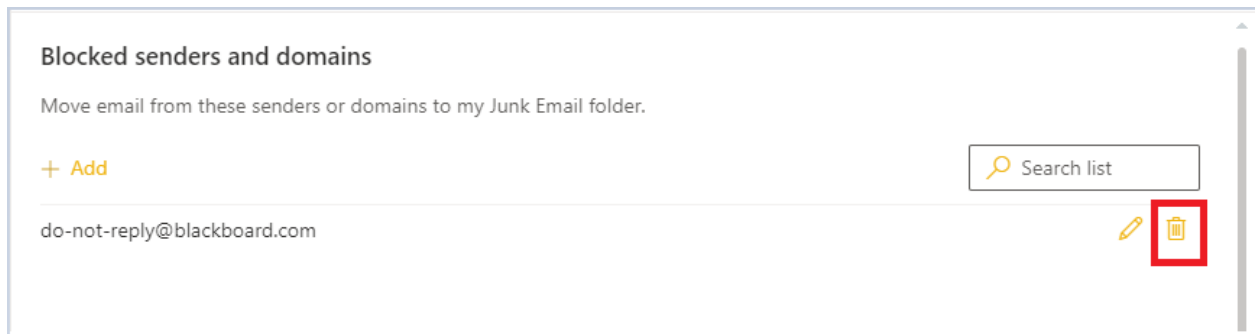 Blocked senders and domains
Move email from these senders or domains to my Junk Email folder.
+ Add
Search list
do-not-reply@blackboard.com